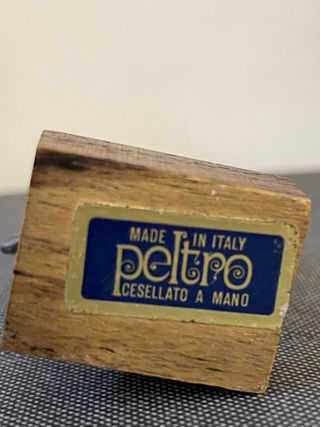 MADE IN ITALY
peltro
CESELLATO A MANO